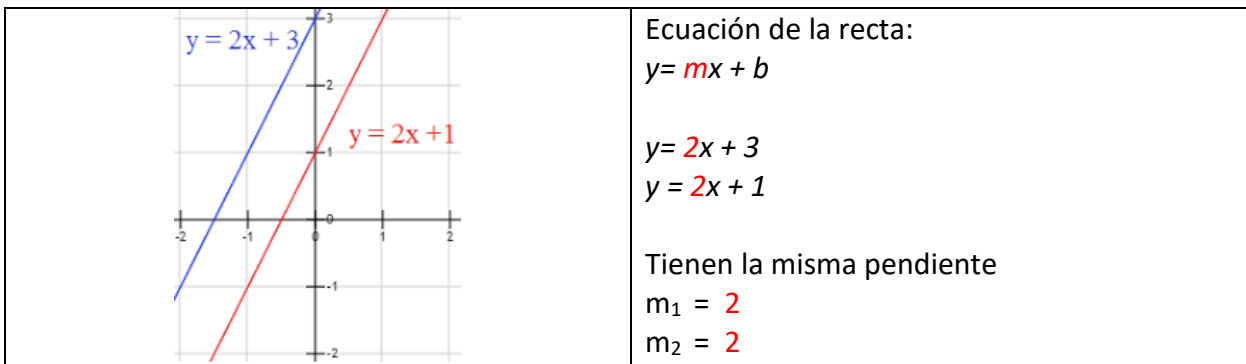 y = 2x + 3
y = 2x +1
3
2
1
0
-1
-2
-2
-1
0
1
2
Ecuación de la recta:
y= mx + b
y= 2x + 3
y = 2x + 1
Tienen la misma pendiente
m₁ = 2
m₂ = 2